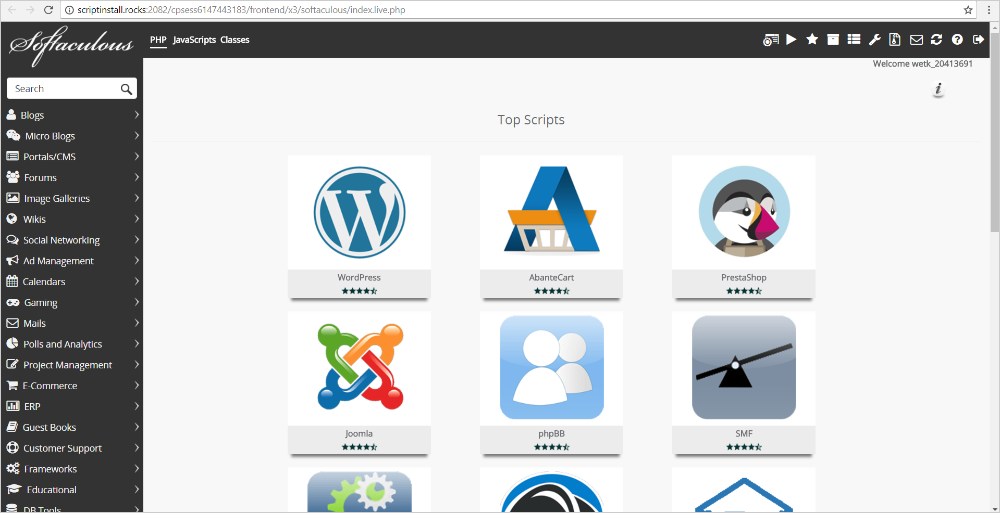 scriptinstall.rocks:2082/cpsess6147443183/frontend/x3/softaculous/index.live.php
Softaculous
PHP JavaScripts Classes
Welcome wetk_20413691
Search
i
Top Scripts
Blogs
Micro Blogs
Portals/CMS
Forums
Image Galleries
Wikis
Social Networking
Ad Management
Calendars
Gaming
Mails
Polls and Analytics
Project Management
E-Commerce
ERP
Guest Books
Customer Support
Frameworks
Educational
DB Tools
W
WordPress
AbanteCart
PrestaShop
Joomla
phpBB
SMF